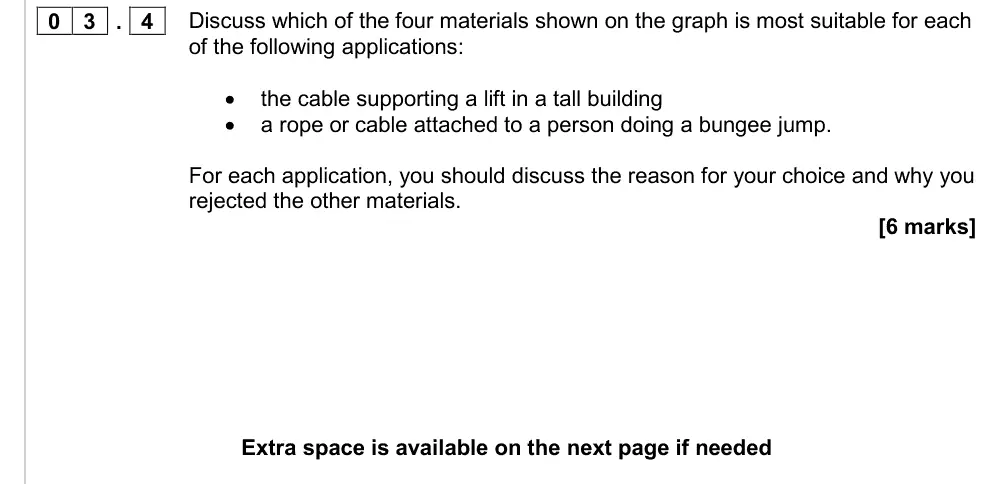 0 3 . 4 Discuss which of the four materials shown on the graph is most suitable for each
of the following applications:
• the cable supporting a lift in a tall building
• a rope or cable attached to a person doing a bungee jump.
For each application, you should discuss the reason for your choice and why you
rejected the other materials.
[6 marks]
Extra space is available on the next page if needed